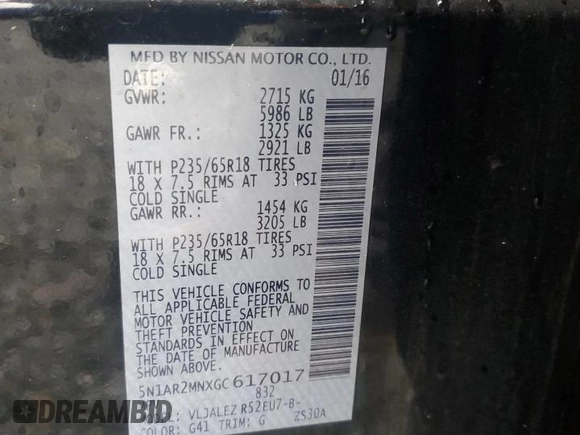 MFD BY NISSAN MOTOR CO., LTD.
DATE: 01/16
GVWR: 2715 KG
5986 LB
GAWR FR.: 1325 KG
2921 LB
WITH P235/65R18 TIRES
18 X 7.5 RIMS AT 33 PSI
COLD SINGLE
GAWR RR.: 1454 KG
3205 LB
WITH P235/65R18 TIRES
18 X 7.5 RIMS AT 33 PSI
COLD SINGLE
THIS VEHICLE CONFORMS TO
ALL APPLICABLE FEDERAL
MOTOR VEHICLE SAFETY AND
THEFT PREVENTION
STANDARDS IN EFFECT ON
THE DATE OF MANUFACTURE
SHOWN ABOVE.
5N1AR2MNXGC617017
832
VLJALEZ R52EU7-B-
COLOR: G41 TRIM: G ZS30A
FAX.INFO